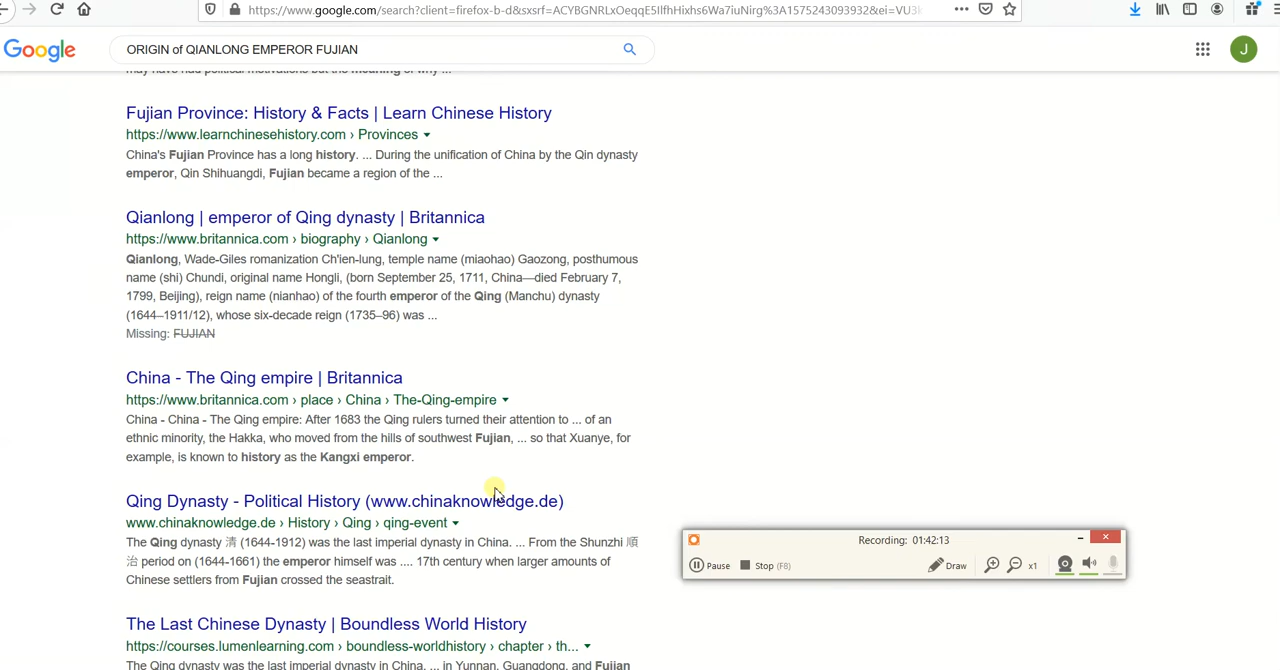 https://www.google.com/search?client=firefox-b-d&sxsrf=ACYBGNRLxOeqqE5IlfhHixhs6Wa7iuNirg%3A1575243093932&ei=VU3k
Google
ORIGIN of QIANLONG EMPEROR FUJIAN
J
may have had political motivations but the meaning of why ...
Fujian Province: History & Facts | Learn Chinese History
https://www.learnchinesehistory.com › Provinces
China's Fujian Province has a long history. ... During the unification of China by the Qin dynasty
emperor, Qin Shihuangdi, Fujian became a region of the ...
Qianlong | emperor of Qing dynasty | Britannica
https://www.britannica.com › biography › Qianlong
Qianlong, Wade-Giles romanization Ch'ien-lung, temple name (miaohao) Gaozong, posthumous
name (shi) Chundi, original name Hongli, (born September 25, 1711, China—died February 7,
1799, Beijing), reign name (nianhao) of the fourth emperor of the Qing (Manchu) dynasty
(1644–1911/12), whose six-decade reign (1735–96) was ...
Missing: FUJIAN
China - The Qing empire | Britannica
https://www.britannica.com › place › China › The-Qing-empire
China - China - The Qing empire: After 1683 the Qing rulers turned their attention to ... of an
ethnic minority, the Hakka, who moved from the hills of southwest Fujian, ... so that Xuanye, for
example, is known to history as the Kangxi emperor.
Qing Dynasty - Political History (www.chinaknowledge.de)
www.chinaknowledge.de › History › Qing › qing-event
The Qing dynasty 清 (1644-1912) was the last imperial dynasty in China. ... From the Shunzhi 順
治 period on (1644-1661) the emperor himself was .... 17th century when larger amounts of
Chinese settlers from Fujian crossed the seastrait.
Recording: 01:42:13
Pause
Stop (F8)
Draw
x1
The Last Chinese Dynasty | Boundless World History
https://courses.lumenlearning.com › boundless-worldhistory › chapter › th...
The Qing dynasty was the last imperial dynasty in China. ... in Yunnan, Guangdong, and Fujian